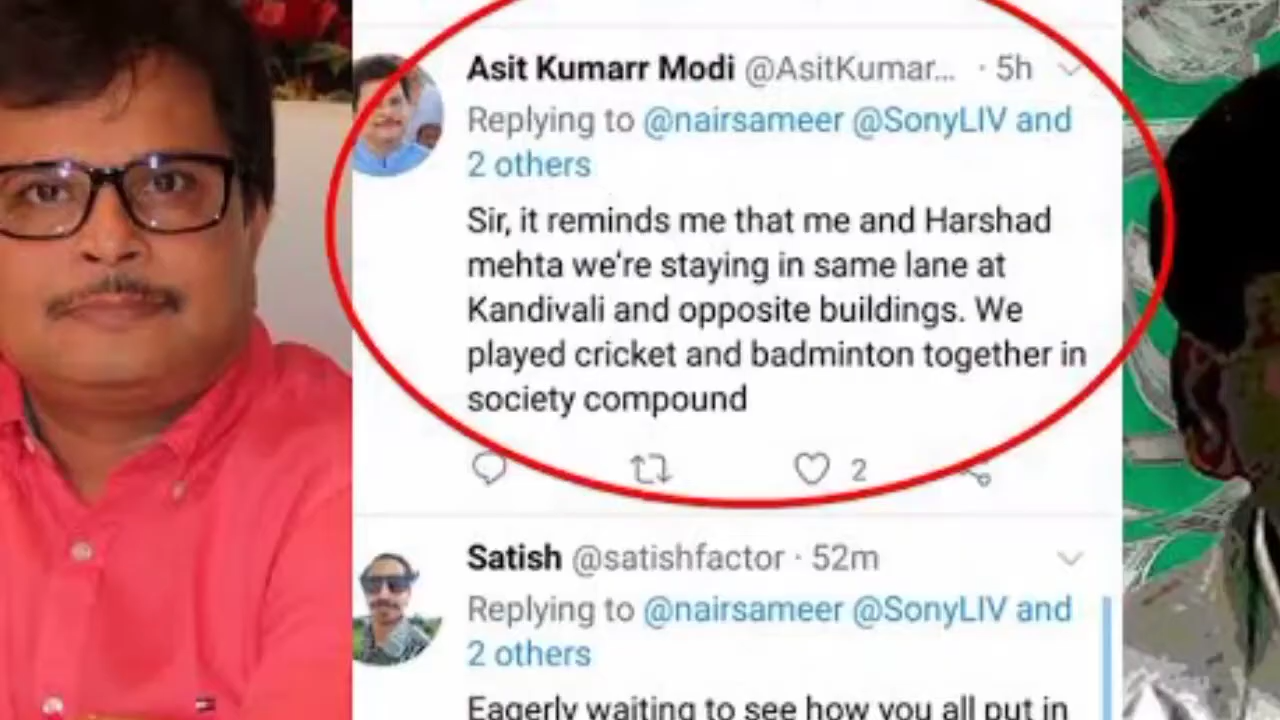 Asit Kumarr Modi @AsitKumar... · 5h
Replying to @nairsameer @SonyLIV and
2 others
Sir, it reminds me that me and Harshad
mehta we're staying in same lane at
Kandivali and opposite buildings. We
played cricket and badminton together in
society compound
2
Satish @satishfactor · 52m
Replying to @nairsameer @SonyLIV and
2 others
Eagerly waiting to see how you all put in